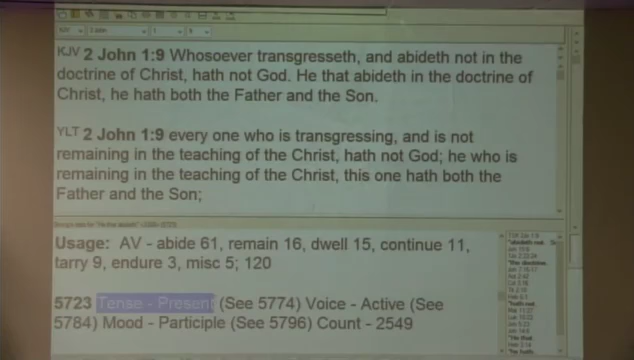 KJV 2 John 1:9 Whosoever transgresseth, and abideth not in the
doctrine of Christ, hath not God. He that abideth in the doctrine of
Christ, he hath both the Father and the Son.
YLT 2 John 1:9 every one who is transgressing, and is not
remaining in the teaching of the Christ, hath not God; he who is
remaining in the teaching of the Christ, this one hath both the
Father and the Son;
Usage: AV - abide 61, remain 16, dwell 15, continue 11,
tarry 9, endure 3, misc 5; 120
5723 Tense - Present (See 5774) Voice - Active (See
5784) Mood - Participle (See 5796) Count - 2549